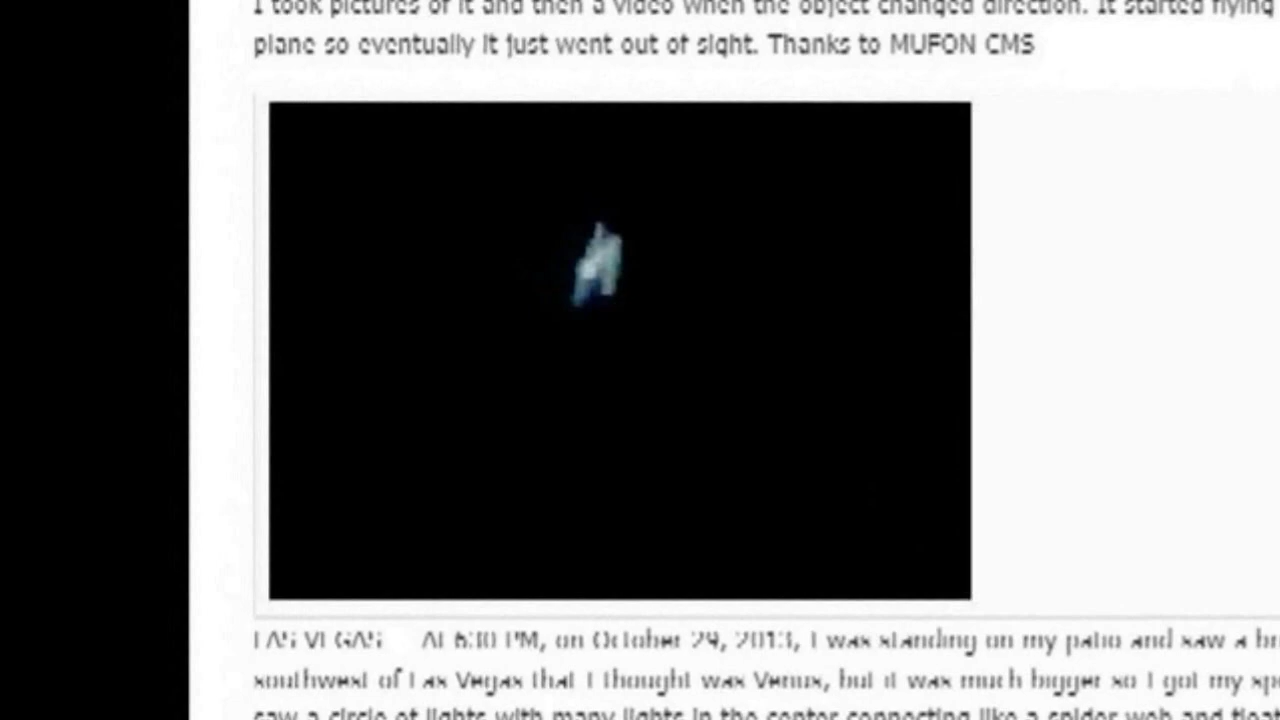 I took pictures of it and then a video when the object changed direction. It started flying
plane so eventually it just went out of sight. Thanks to MUFON CMS
LAS VEGAS — At 6:30 PM, on October 29, 2013, I was standing on my patio and saw a
southwest of Las Vegas that I thought was Venus, but it was much bigger so I got my
saw a circle of lights with many lights in the center connecting like a spider web and